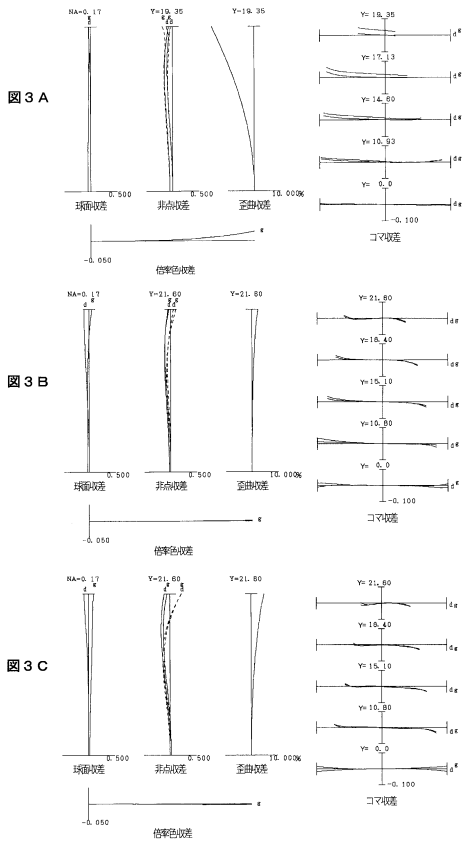 図3A
NA=0.17
g
d
0.500
球面収差
Y=19.35
g g
d d
0.500
非点収差
Y=19.35
10.000%
歪曲収差
g
-0.050
倍率色収差
Y= 19.35
d g
Y= 17.13
d g
Y= 14.80
d g
Y= 10.93
d g
Y= 0.0
d g
-0.100
コマ収差
図3B
NA=0.17
g
d
0.500
球面収差
Y=21.60
g g
d d
0.500
非点収差
Y=21.60
10.000%
歪曲収差
g
-0.050
倍率色収差
Y= 21.60
d g
Y= 18.40
d g
Y= 15.10
d g
Y= 10.80
d g
Y= 0.0
d g
-0.100
コマ収差
図3C
NA=0.17
g
d
0.500
球面収差
Y=21.60
g g
d d
0.500
非点収差
Y=21.60
10.000%
歪曲収差
g
-0.050
倍率色収差
Y= 21.60
d g
Y= 18.40
d g
Y= 15.10
d g
Y= 10.80
d g
Y= 0.0
d g
-0.100
コマ収差